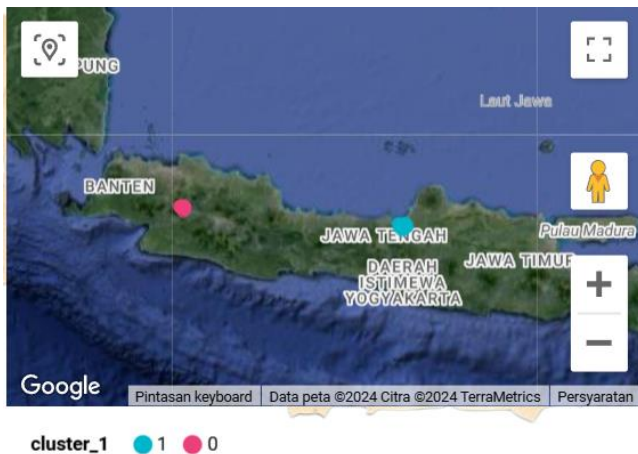 PUNG
Laut Jawa
BANTEN
JAWA TENGAH
Pulau Madura
DAERAH
ISTIMEWA
YOGYAKARTA
JAWA TIMUR
Google
Pintasan keyboard
Data peta ©2024 Citra ©2024 TerraMetrics
Persyaratan
cluster_1 1 0